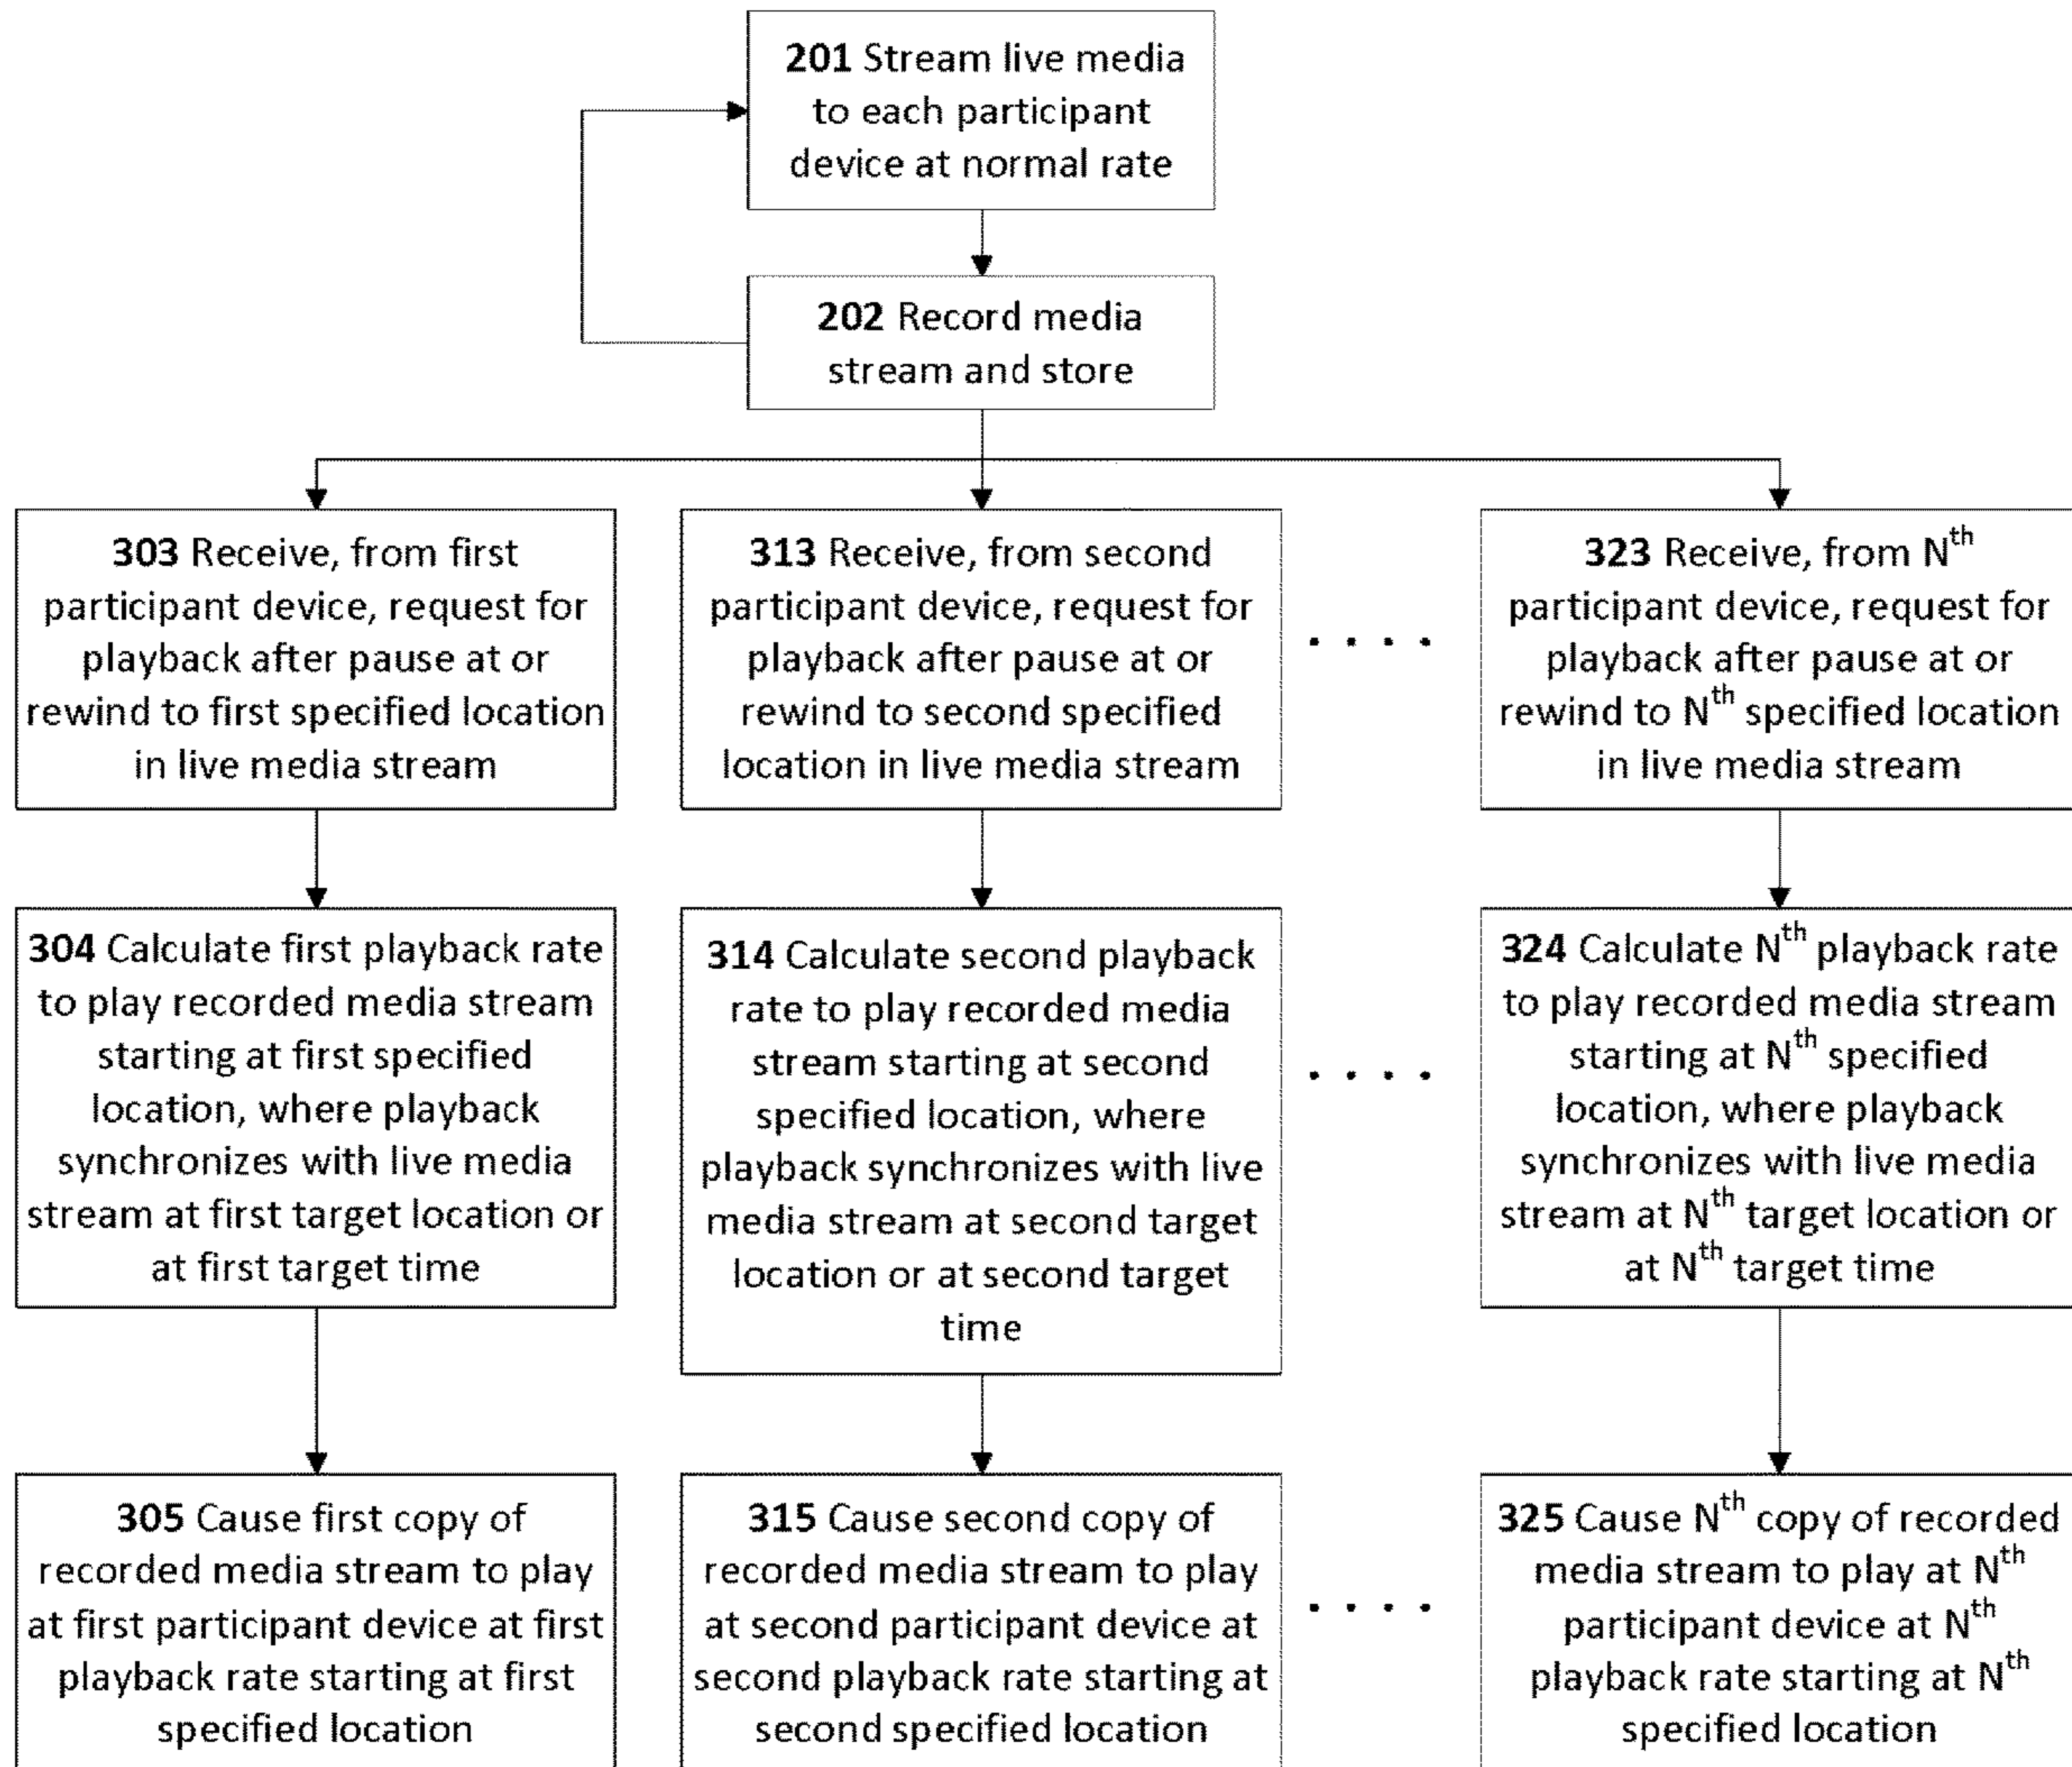 201 Stream live media
to each participant
device at normal rate
202 Record media
stream and store
303 Receive, from first
participant device, request for
playback after pause at or
rewind to first specified location
in live media stream
313 Receive, from second
participant device, request for
playback after pause at or
rewind to second specified
location in live media stream
. . . .
323 Receive, from Nth
participant device, request for
playback after pause at or
rewind to Nth specified location
in live media stream
304 Calculate first playback rate
to play recorded media stream
starting at first specified
location, where playback
synchronizes with live media
stream at first target location or
at first target time
314 Calculate second playback
rate to play recorded media
stream starting at second
specified location, where
playback synchronizes with live
media stream at second target
location or at second target
time
. . . .
324 Calculate Nth playback rate
to play recorded media stream
starting at Nth specified
location, where playback
synchronizes with live media
stream at Nth target location or
at Nth target time
305 Cause first copy of
recorded media stream to play
at first participant device at first
playback rate starting at first
specified location
315 Cause second copy of
recorded media stream to play
at second participant device at
second playback rate starting at
second specified location
. . . .
325 Cause Nth copy of recorded
media stream to play at Nth
participant device at Nth
playback rate starting at Nth
specified location